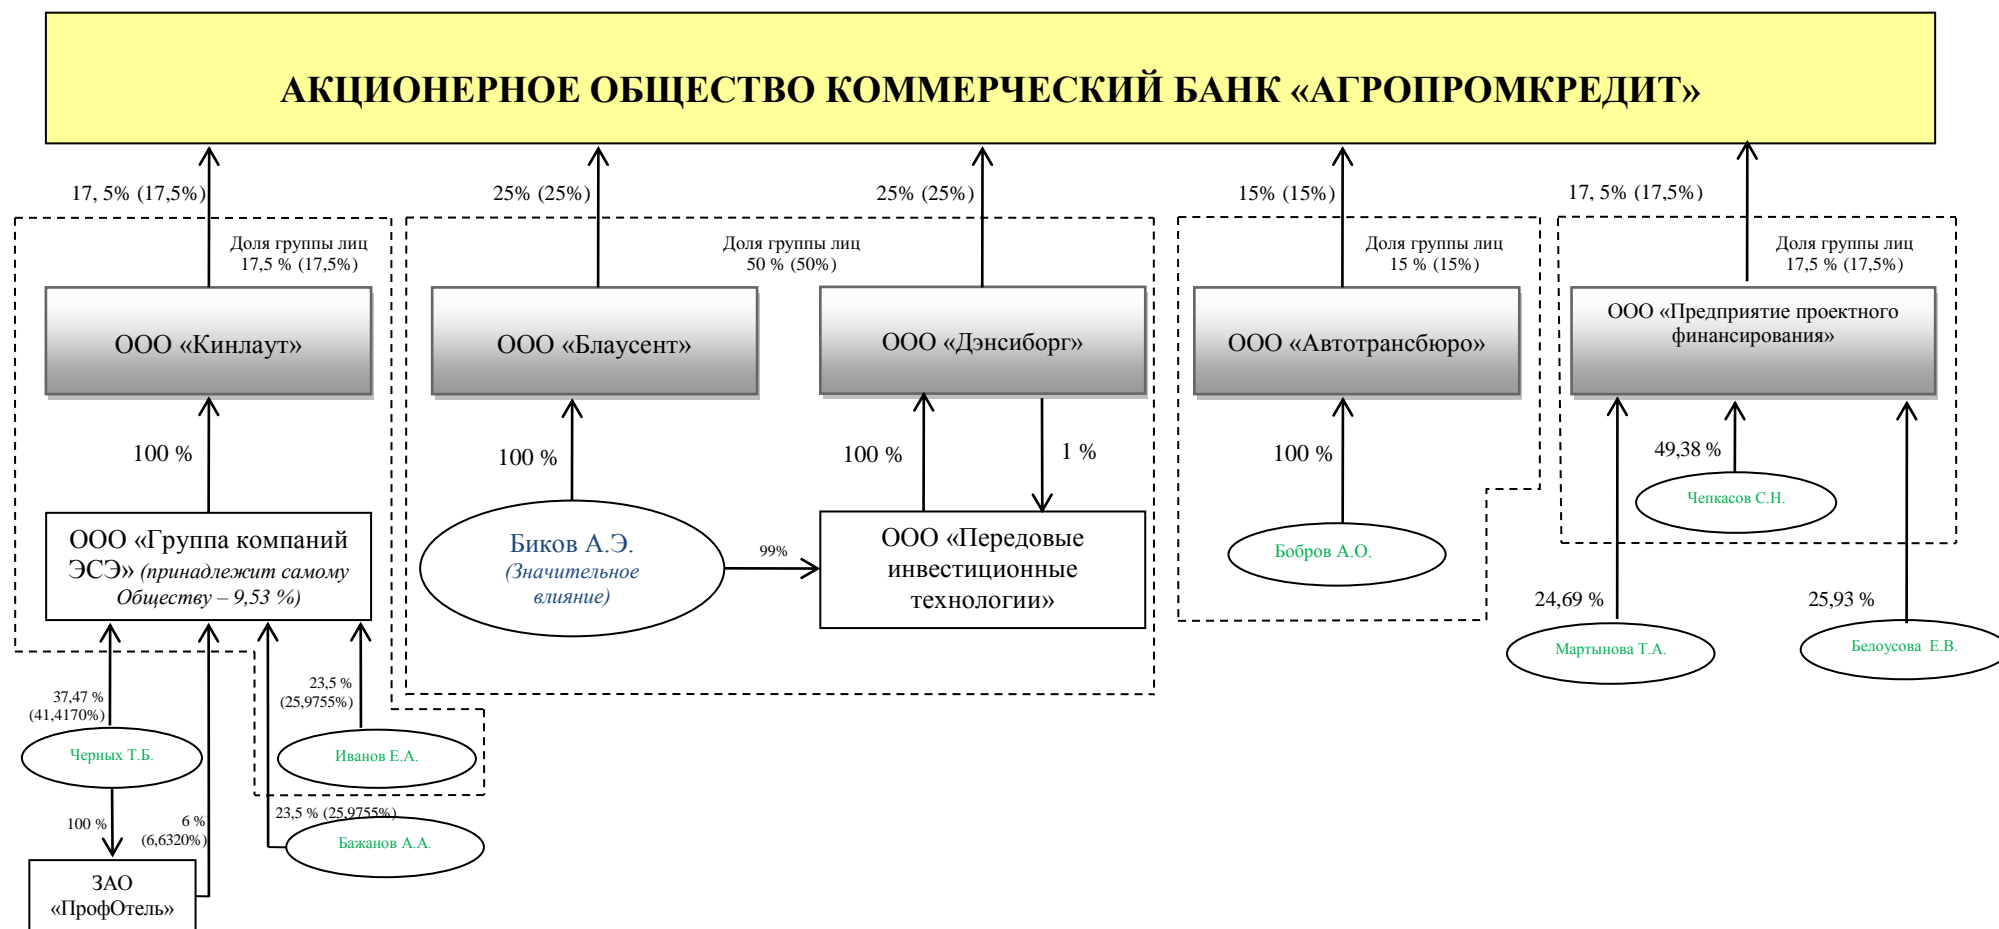 АКЦИОНЕРНОЕ ОБЩЕСТВО КОММЕРЧЕСКИЙ БАНК «АГРОПРОМКРЕДИТ»
17, 5% (17,5%)
25% (25%)
25% (25%)
15% (15%)
17, 5% (17,5%)
Доля группы лиц
17,5 % (17,5%)
Доля группы лиц
50 % (50%)
Доля группы лиц
15 % (15%)
Доля группы лиц
17,5 % (17,5%)
ООО «Кинлаут»
ООО «Блаусент»
ООО «Дэнсиборг»
ООО «Автотрансбюро»
ООО «Предприятие проектного
финансирования»
100 %
100 %
100 %
1 %
100 %
49,38 %
Чепкасов С.Н.
ООО «Группа компаний
ЭСЭ» (принадлежит самому
Обществу – 9,53 %)
Биков А.Э.
(Значительное
влияние)
99%
ООО «Передовые
инвестиционные
технологии»
Бобров А.О.
24,69 %
25,93 %
Мартынова Т.А.
Белоусова Е.В.
37,47 %
(41,4170%)
23,5 %
(25,9755%)
Черных Т.Б.
Иванов Е.А.
100 %
6 %
(6,6320%)
23,5 % (25,9755%)
Бажанов А.А.
ЗАО
«ПрофОтель»